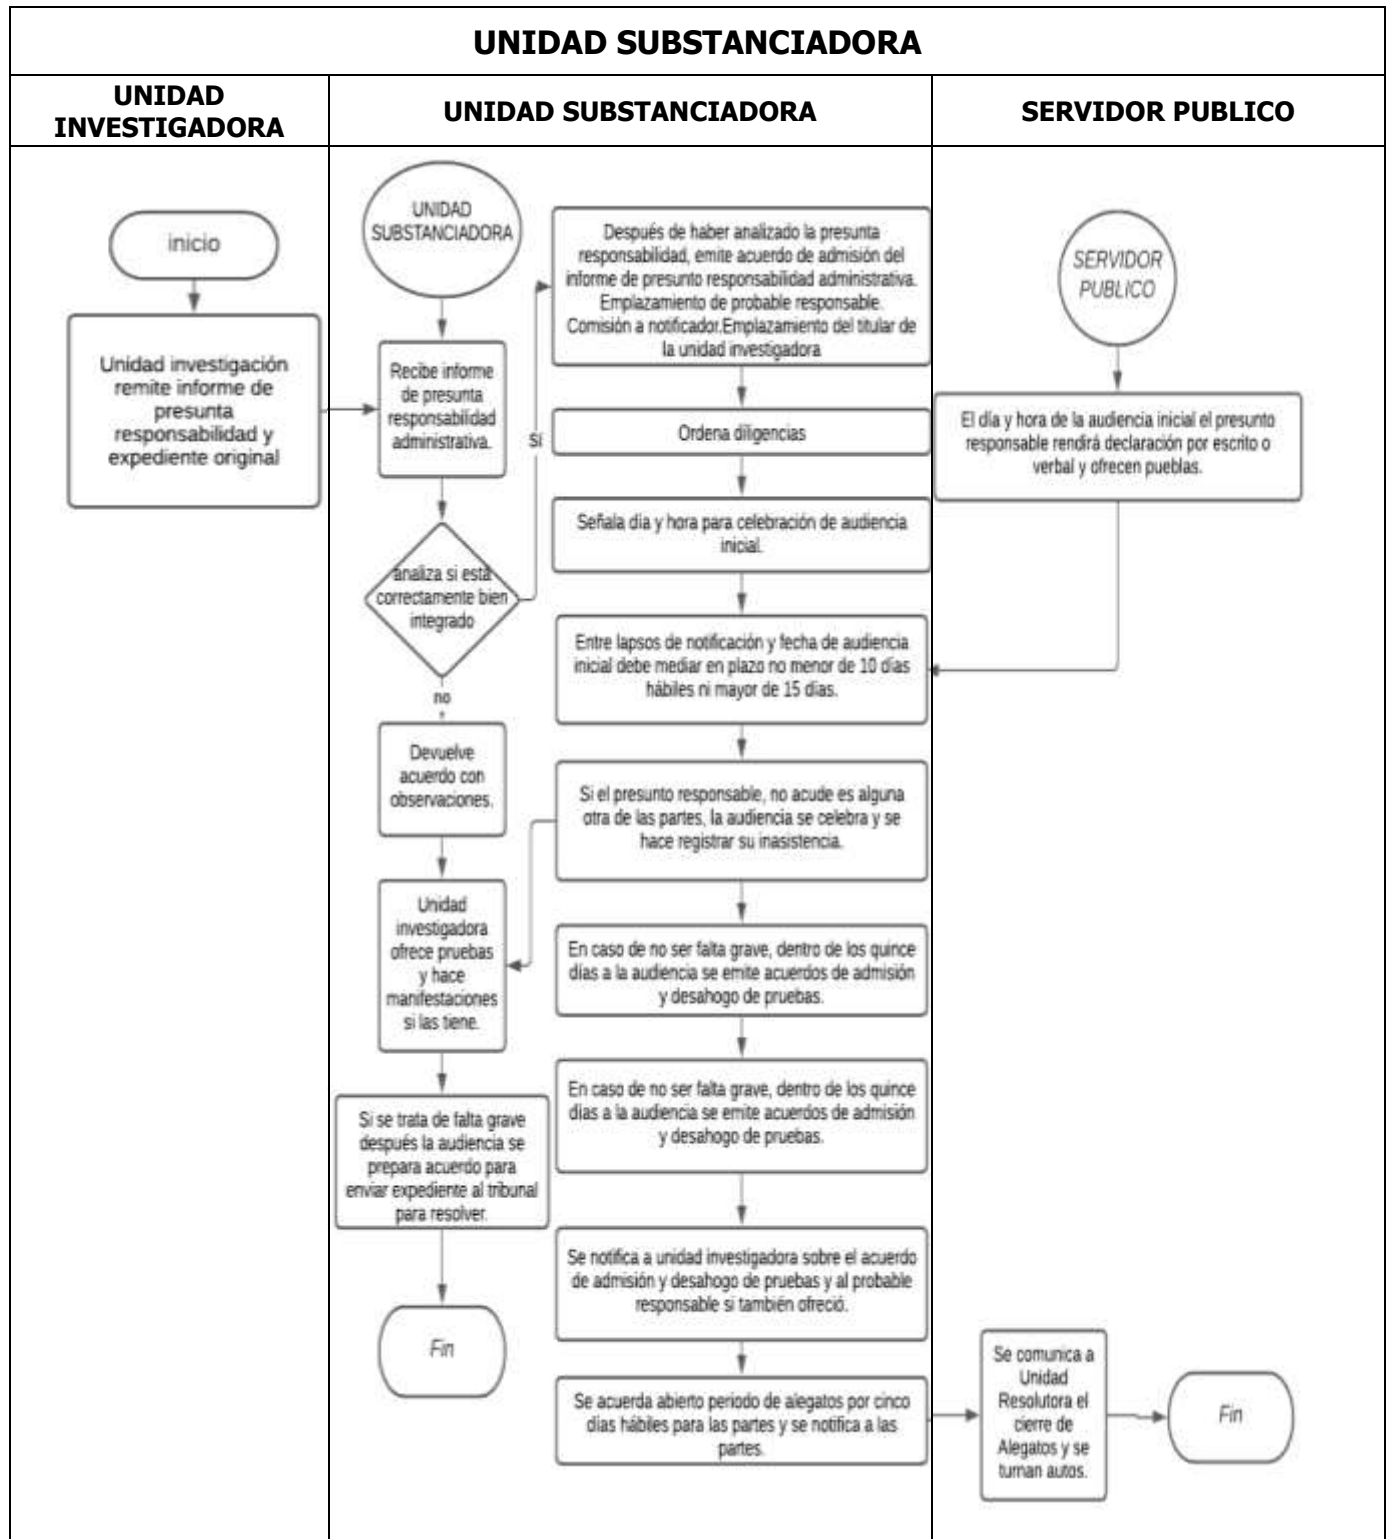 UNIDAD SUBSTANCIADORA
UNIDAD
INVESTIGADORA
UNIDAD SUBSTANCIADORA
SERVIDOR PUBLICO
inicio
Unidad investigación
remite informe de
presunta
responsabilidad y
expediente original
UNIDAD
SUBSTANCIADORA
Recibe informe
de presunta
responsabilidad
administrativa.
analiza si está
correctamente bien
integrado
Si
no
Devuelve
acuerdo con
observaciones.
Unidad
investigadora
ofrece pruebas
y hace
manifestaciones
si las tiene.
Si se trata de falta grave
después la audiencia se
prepara acuerdo para
enviar expediente al tribunal
para resolver.
Fin
Después de haber analizado la presunta
responsabilidad, emite acuerdo de admisión del
informe de presunto responsabilidad administrativa.
Emplazamiento de probable responsable.
Comisión a notificador.Emplazamiento del titular de
la unidad investigadora
Ordena diligencias
Señala día y hora para celebración de audiencia
inicial.
Entre lapsos de notificación y fecha de audiencia
inicial debe mediar en plazo no menor de 10 días
hábiles ni mayor de 15 días.
Si el presunto responsable, no acude es alguna
otra de las partes, la audiencia se celebra y se
hace registrar su inasistencia.
En caso de no ser falta grave, dentro de los quince
días a la audiencia se emite acuerdos de admisión
y desahogo de pruebas.
En caso de no ser falta grave, dentro de los quince
días a la audiencia se emite acuerdos de admisión
y desahogo de pruebas.
Se notifica a unidad investigadora sobre el acuerdo
de admisión y desahogo de pruebas y al probable
responsable si también ofreció.
Se acuerda abierto periodo de alegatos por cinco
días hábiles para las partes y se notifica a las
partes.
SERVIDOR
PUBLICO
El día y hora de la audiencia inicial el presunto
responsable rendirá declaración por escrito o
verbal y ofrecen pueblas.
Se comunica a
Unidad
Resolutora el
cierre de
Alegatos y se
turnan autos.
Fin